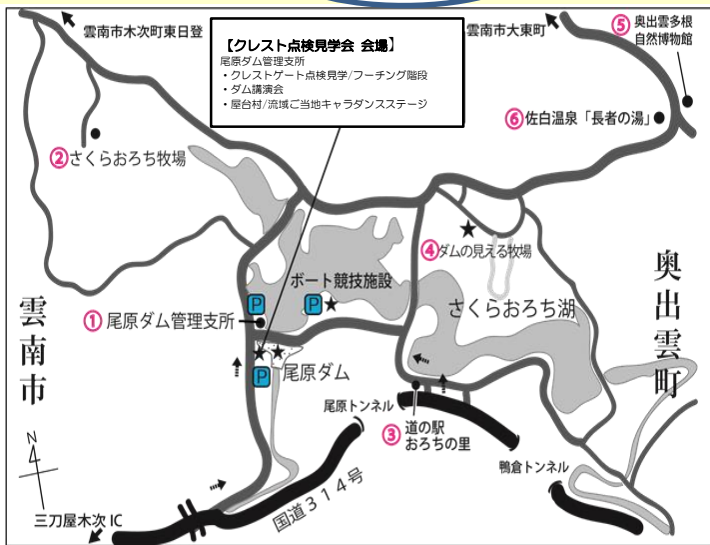 雲南市木次町東日登
【クレスト点検見学会 会場】
尾原ダム管理支所
・クレストゲート点検見学/フーチング階段
・ダム講演会
・屋台村/流域ご当地キャラダンスステージ
雲南市大東町
⑤奥出雲多根
自然博物館
⑥佐白温泉「長者の湯」
②さくらおろち牧場
④ダムの見える牧場
ボート競技施設
P
P
さくらおろち湖
奥出雲町
雲南市
①尾原ダム管理支所
尾原ダム
P
尾原トンネル
③道の駅
おろちの里
鴨倉トンネル
国道314号
N
三刀屋木次 IC